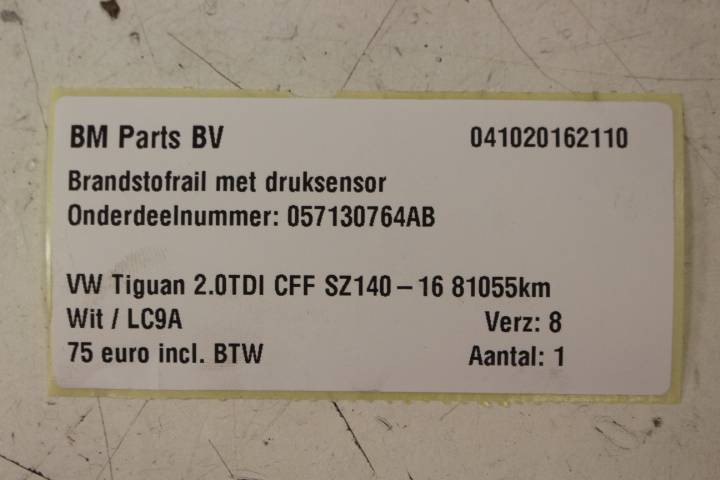 BM Parts BV 041020162110
Brandstofrail met druksensor
Onderdeelnummer: 057130764AB
VW Tiguan 2.0TDI CFF SZ140 – 16 81055km
Wit / LC9A Verz: 8
75 euro incl. BTW Aantal: 1